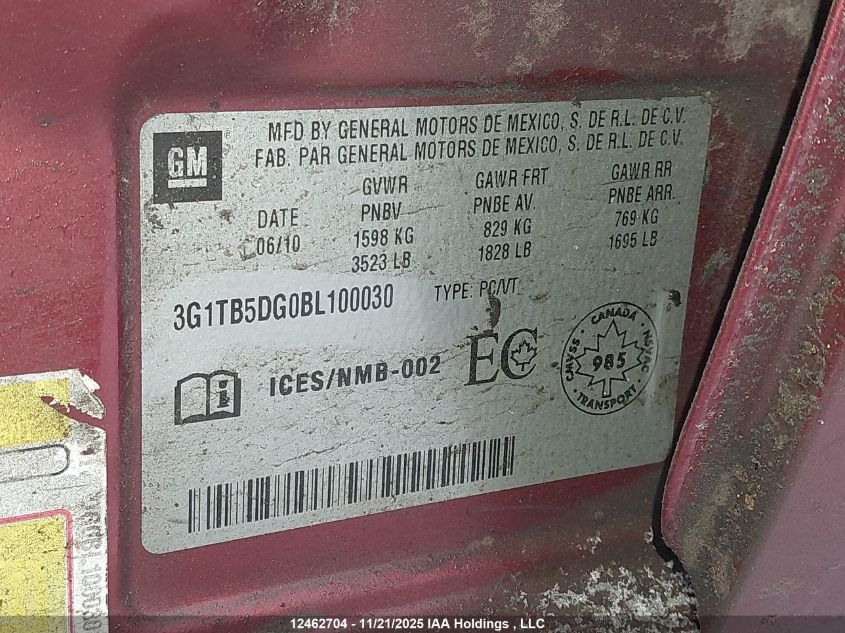 MFD BY GENERAL MOTORS DE MEXICO, S. DE R.L. DE C.V.
FAB. PAR GENERAL MOTORS DE MEXICO, S. DE R.L. DE C.V.
GM
DATE
06/10
GVWR
PNBV
1598 KG
3523 LB
GAWR FRT
PNBE AV.
829 KG
1828 LB
GAWR RR
PNBE ARR.
769 KG
1695 LB
3G1TB5DG0BL100030
TYPE: PC/VT
ICES/NMB-002
EC
CANADA
CMVSS
985
NSVAC
TRANSPORT
12462704 - 11/21/2025 IAA Holdings , LLC